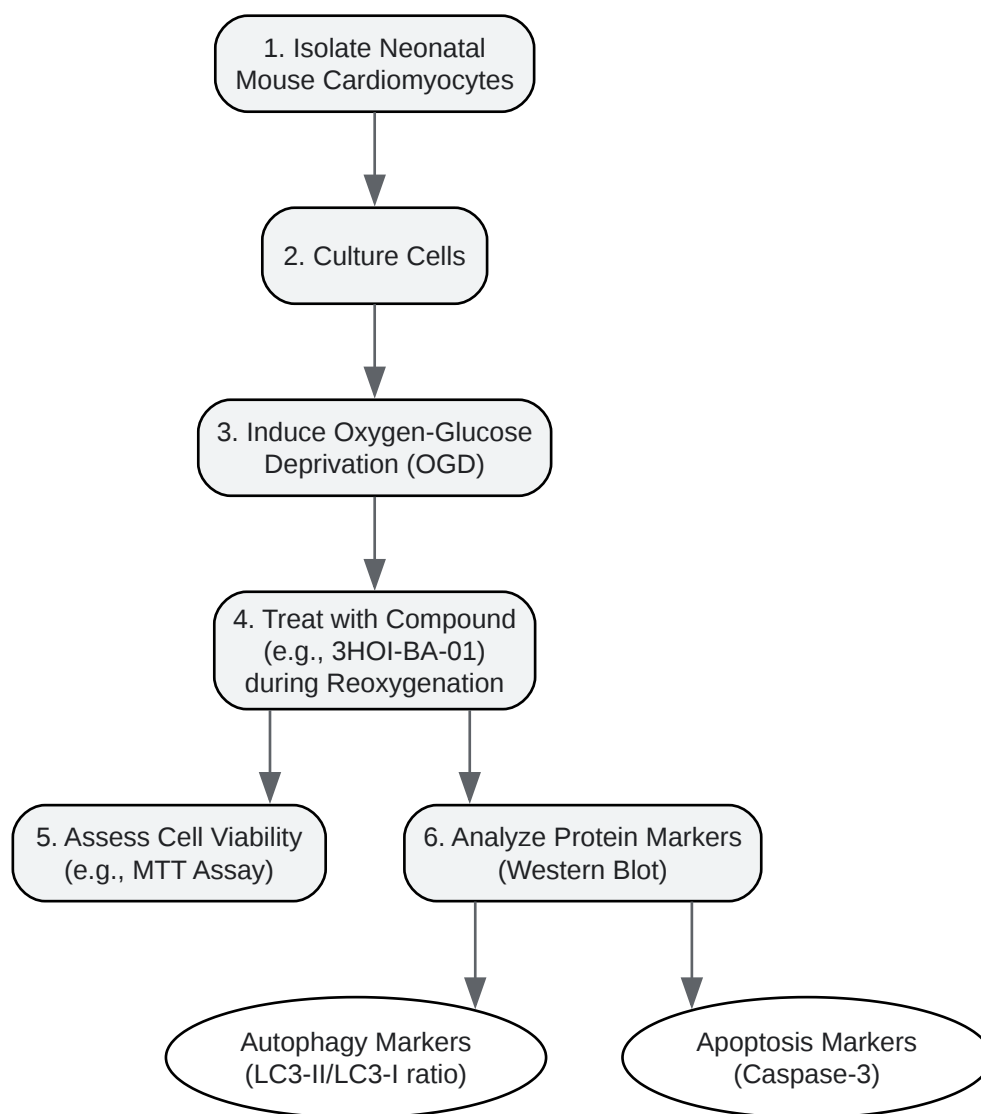 1. Isolate Neonatal
Mouse Cardiomyocytes
2. Culture Cells
3. Induce Oxygen-Glucose
Deprivation (OGD)
4. Treat with Compound
(e.g., 3HOI-BA-01)
during Reoxygenation
5. Assess Cell Viability
(e.g., MTT Assay)
6. Analyze Protein Markers
(Western Blot)
Autophagy Markers
(LC3-II/LC3-I ratio)
Apoptosis Markers
(Caspase-3)